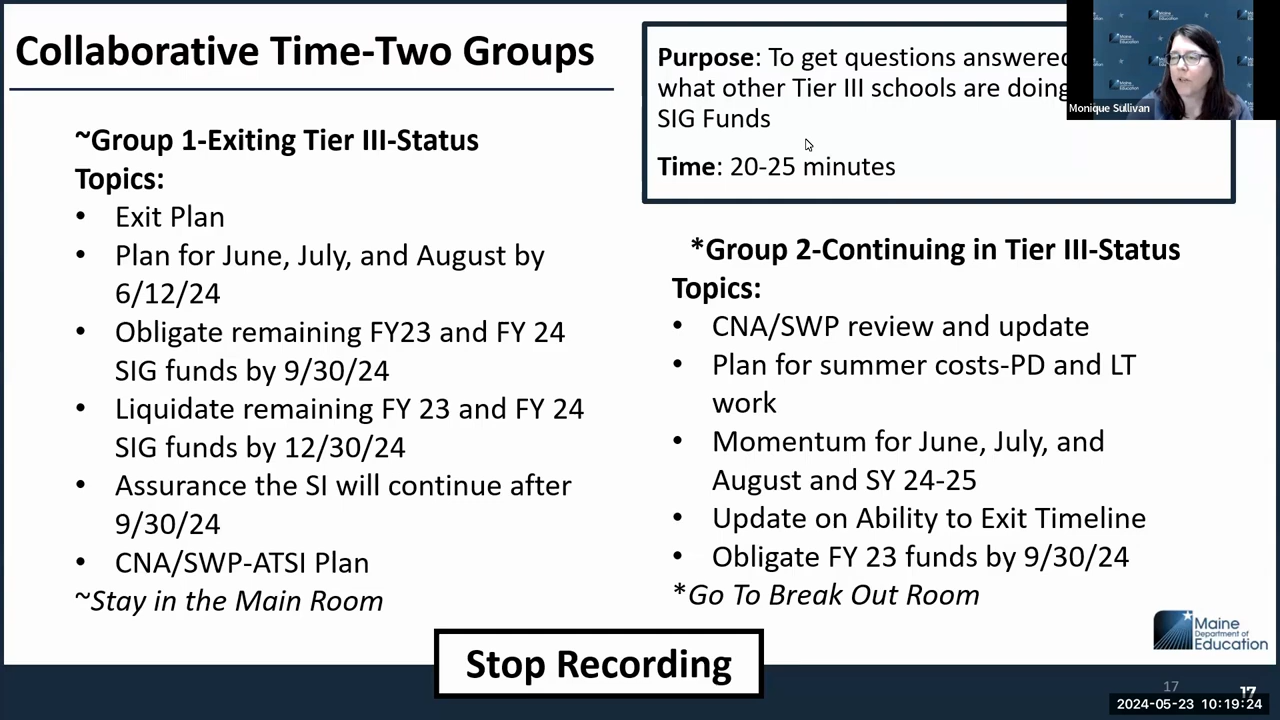 Collaborative Time-Two Groups
Purpose: To get questions answered
what other Tier III schools are doing
SIG Funds
Time: 20-25 minutes
Maine
Department of
Education
Monique Sullivan
~Group 1-Exiting Tier III-Status
Topics:
• Exit Plan
• Plan for June, July, and August by
6/12/24
• Obligate remaining FY23 and FY 24
SIG funds by 9/30/24
• Liquidate remaining FY 23 and FY 24
SIG funds by 12/30/24
• Assurance the SI will continue after
9/30/24
• CNA/SWP-ATSI Plan
~Stay in the Main Room
*Group 2-Continuing in Tier III-Status
Topics:
• CNA/SWP review and update
• Plan for summer costs-PD and LT
work
• Momentum for June, July, and
August and SY 24-25
• Update on Ability to Exit Timeline
• Obligate FY 23 funds by 9/30/24
*Go To Break Out Room
Stop Recording
Maine
Department of
Education
17
17
2024-05-23 10:19:24